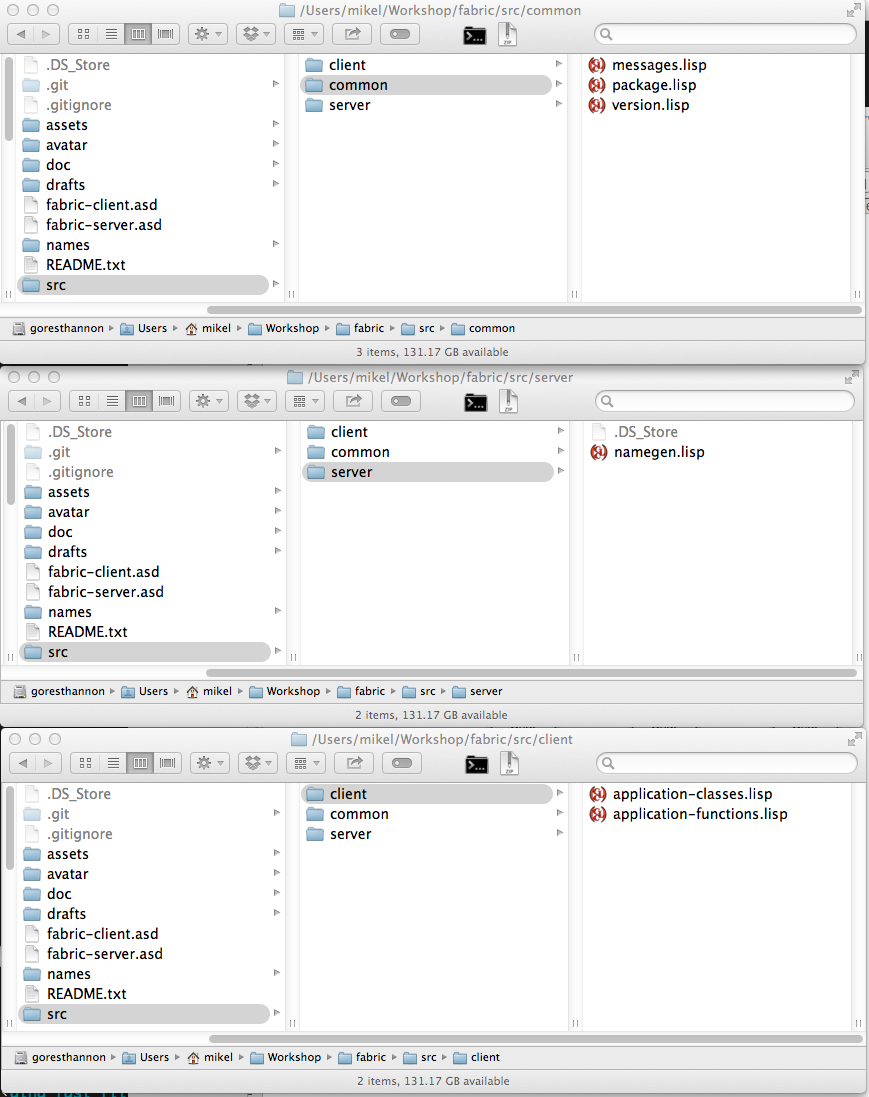 /Users/mikel/Workshop/fabric/src/common
ZIP
.DS_Store client messages.lisp
.git common package.lisp
.gitignore server version.lisp
assets
avatar
doc
drafts
fabric-client.asd
fabric-server.asd
names
README.txt
src
goresthannon Users mikel Workshop fabric src common
3 items, 131.17 GB available
/Users/mikel/Workshop/fabric/src/server
ZIP
.DS_Store client .DS_Store
.git common namegen.lisp
.gitignore server
assets
avatar
doc
drafts
fabric-client.asd
fabric-server.asd
names
README.txt
src
goresthannon Users mikel Workshop fabric src server
2 items, 131.17 GB available
/Users/mikel/Workshop/fabric/src/client
ZIP
.DS_Store client application-classes.lisp
.git common application-functions.lisp
.gitignore server
assets
avatar
doc
drafts
fabric-client.asd
fabric-server.asd
names
README.txt
src
goresthannon Users mikel Workshop fabric src client
2 items, 131.17 GB available